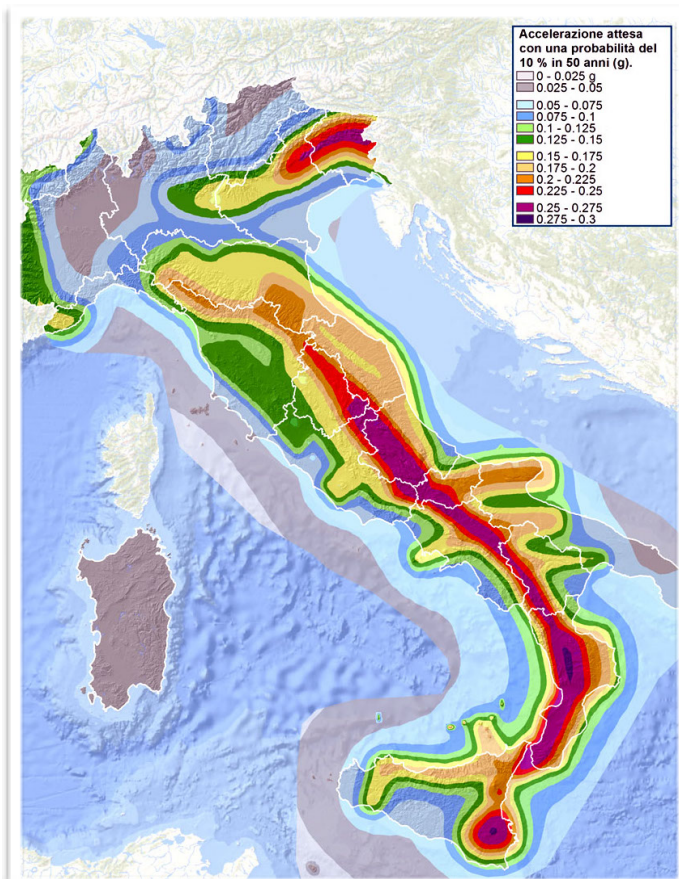 Accelerazione attesa
con una probabilità del
10 % in 50 anni (g).
0 - 0.025 g
0.025 - 0.05
0.05 - 0.075
0.075 - 0.1
0.1 - 0.125
0.125 - 0.15
0.15 - 0.175
0.175 - 0.2
0.2 - 0.225
0.225 - 0.25
0.25 - 0.275
0.275 - 0.3